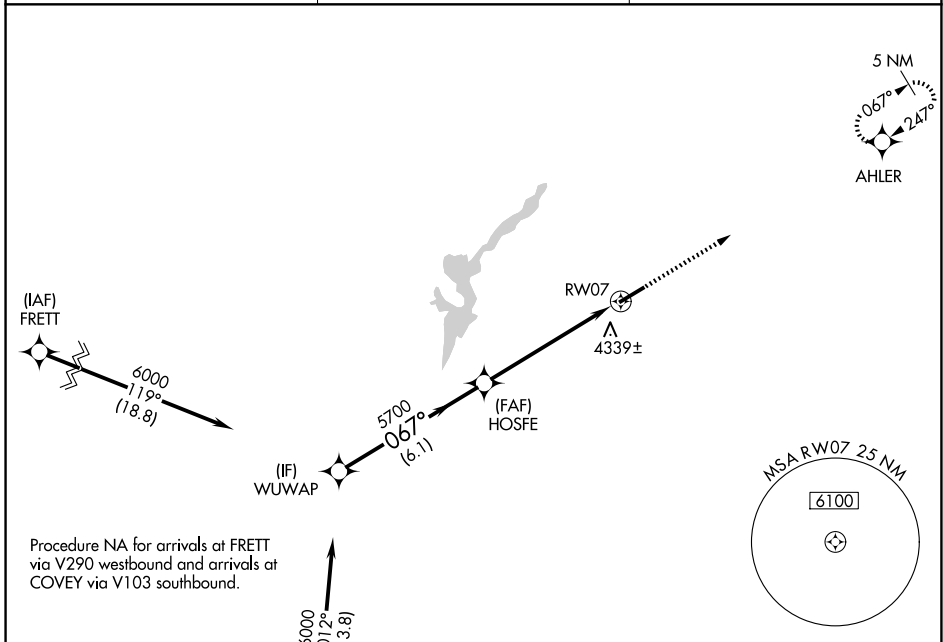 5 NM
067°
247°
AHLER
RW07
4339±
(IAF)
FRETT
6000
119°
(18.8)
5700
067°
(6.1)
(FAF)
HOSFE
(IF)
WUWAP
MSA RW07 25 NM
6100
Procedure NA for arrivals at FRETT
via V290 westbound and arrivals at
COVEY via V103 southbound.
6000
012°
3.8)